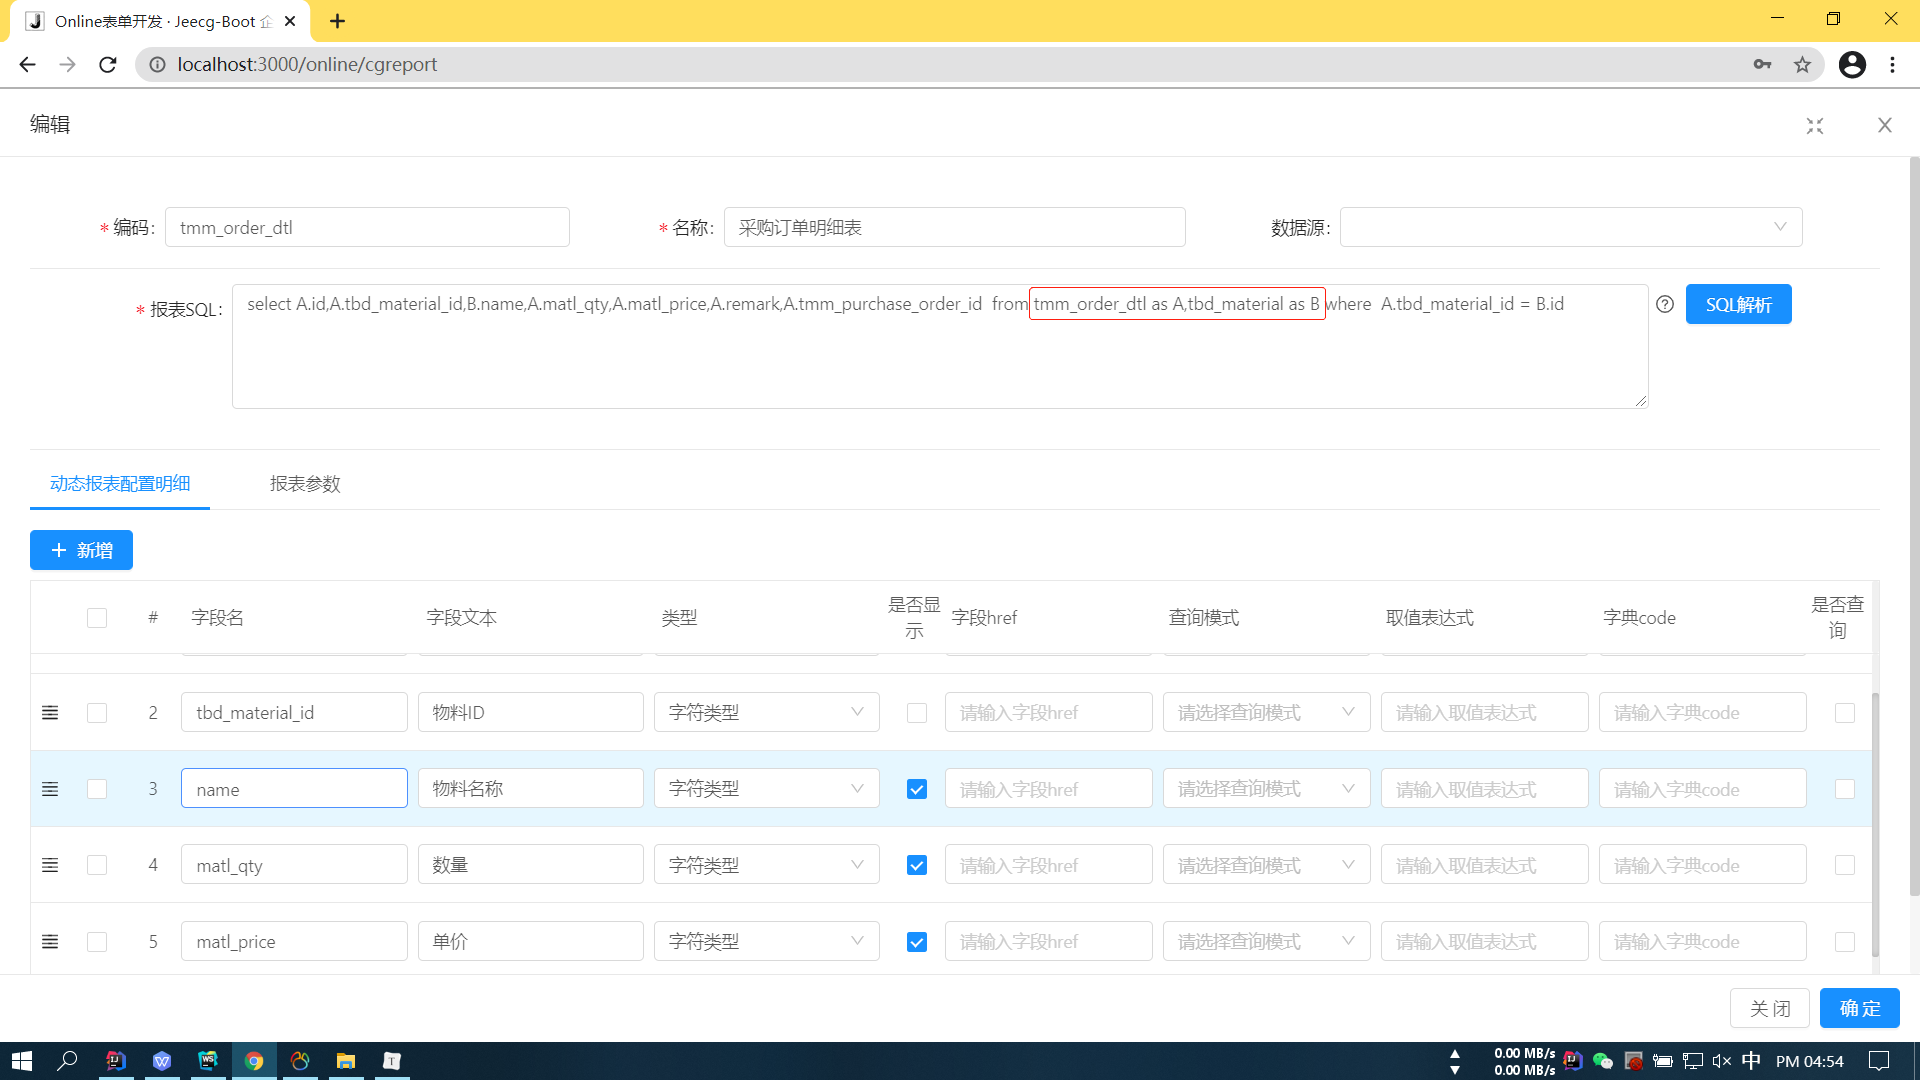 Online表单开发 · Jeecg-Boot 企
localhost:3000/online/cgreport
编辑
* 编码: tmm_order_dtl
* 名称: 采购订单明细表
数据源:
* 报表SQL: select A.id,A.tbd_material_id,B.name,A.matl_qty,A.matl_price,A.remark,A.tmm_purchase_order_id from tmm_order_dtl as A,tbd_material as B where A.tbd_material_id = B.id
SQL解析
动态报表配置明细 报表参数
+ 新增
# 字段名 字段文本 类型 是否显示 字段href 查询模式 取值表达式 字典code 是否查询
2 tbd_material_id 物料ID 字符类型 请输入字段href 请选择查询模式 请输入取值表达式 请输入字典code
3 name 物料名称 字符类型 请输入字段href 请选择查询模式 请输入取值表达式 请输入字典code
4 matl_qty 数量 字符类型 请输入字段href 请选择查询模式 请输入取值表达式 请输入字典code
5 matl_price 单价 字符类型 请输入字段href 请选择查询模式 请输入取值表达式 请输入字典code
关 闭 确 定
0.00 MB/s
0.00 MB/s
中 PM 04:54